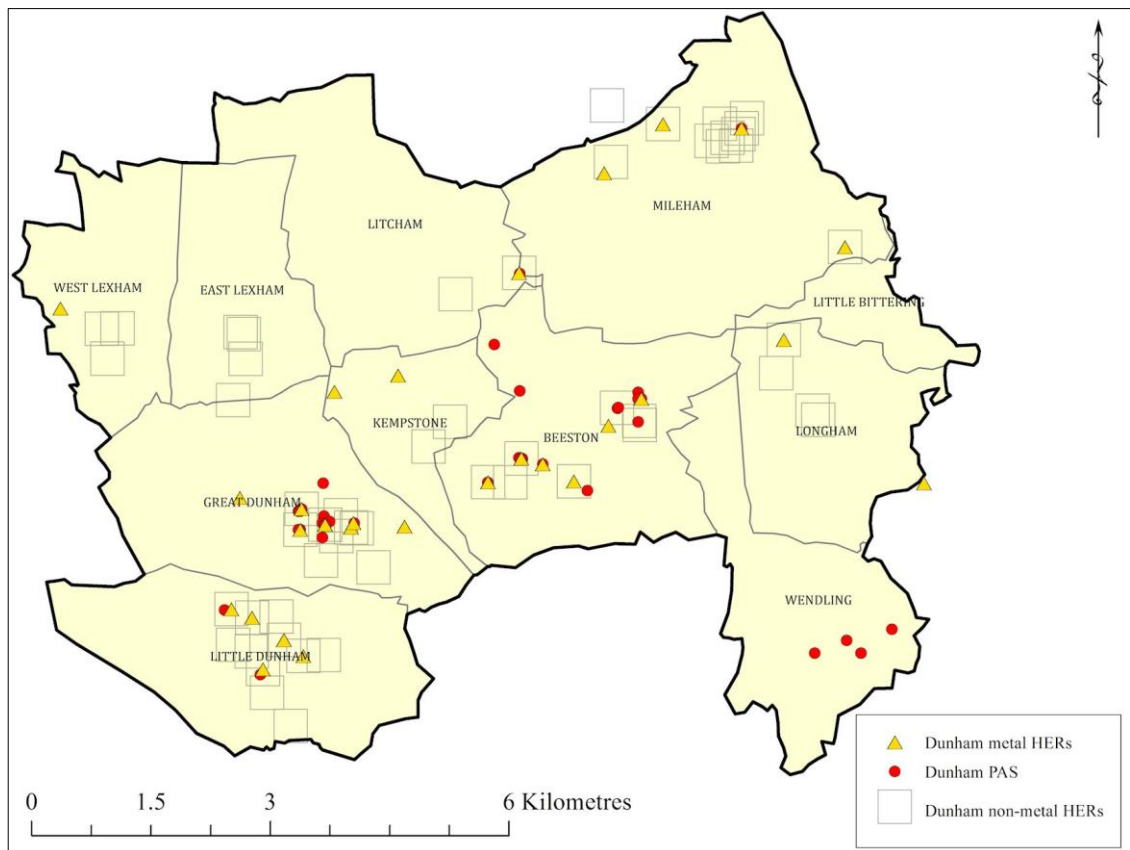 MILEHAM
LITCHAM
WEST LEXHAM
EAST LEXHAM
LITTLE BITTERING
KEMPSTONE
BEESTON
LONGHAM
GREAT DUNHAM
WENDLING
LITTLE DUNHAM
Dunham metal HERs
Dunham PAS
Dunham non-metal HERs
0 1.5 3 6 Kilometres